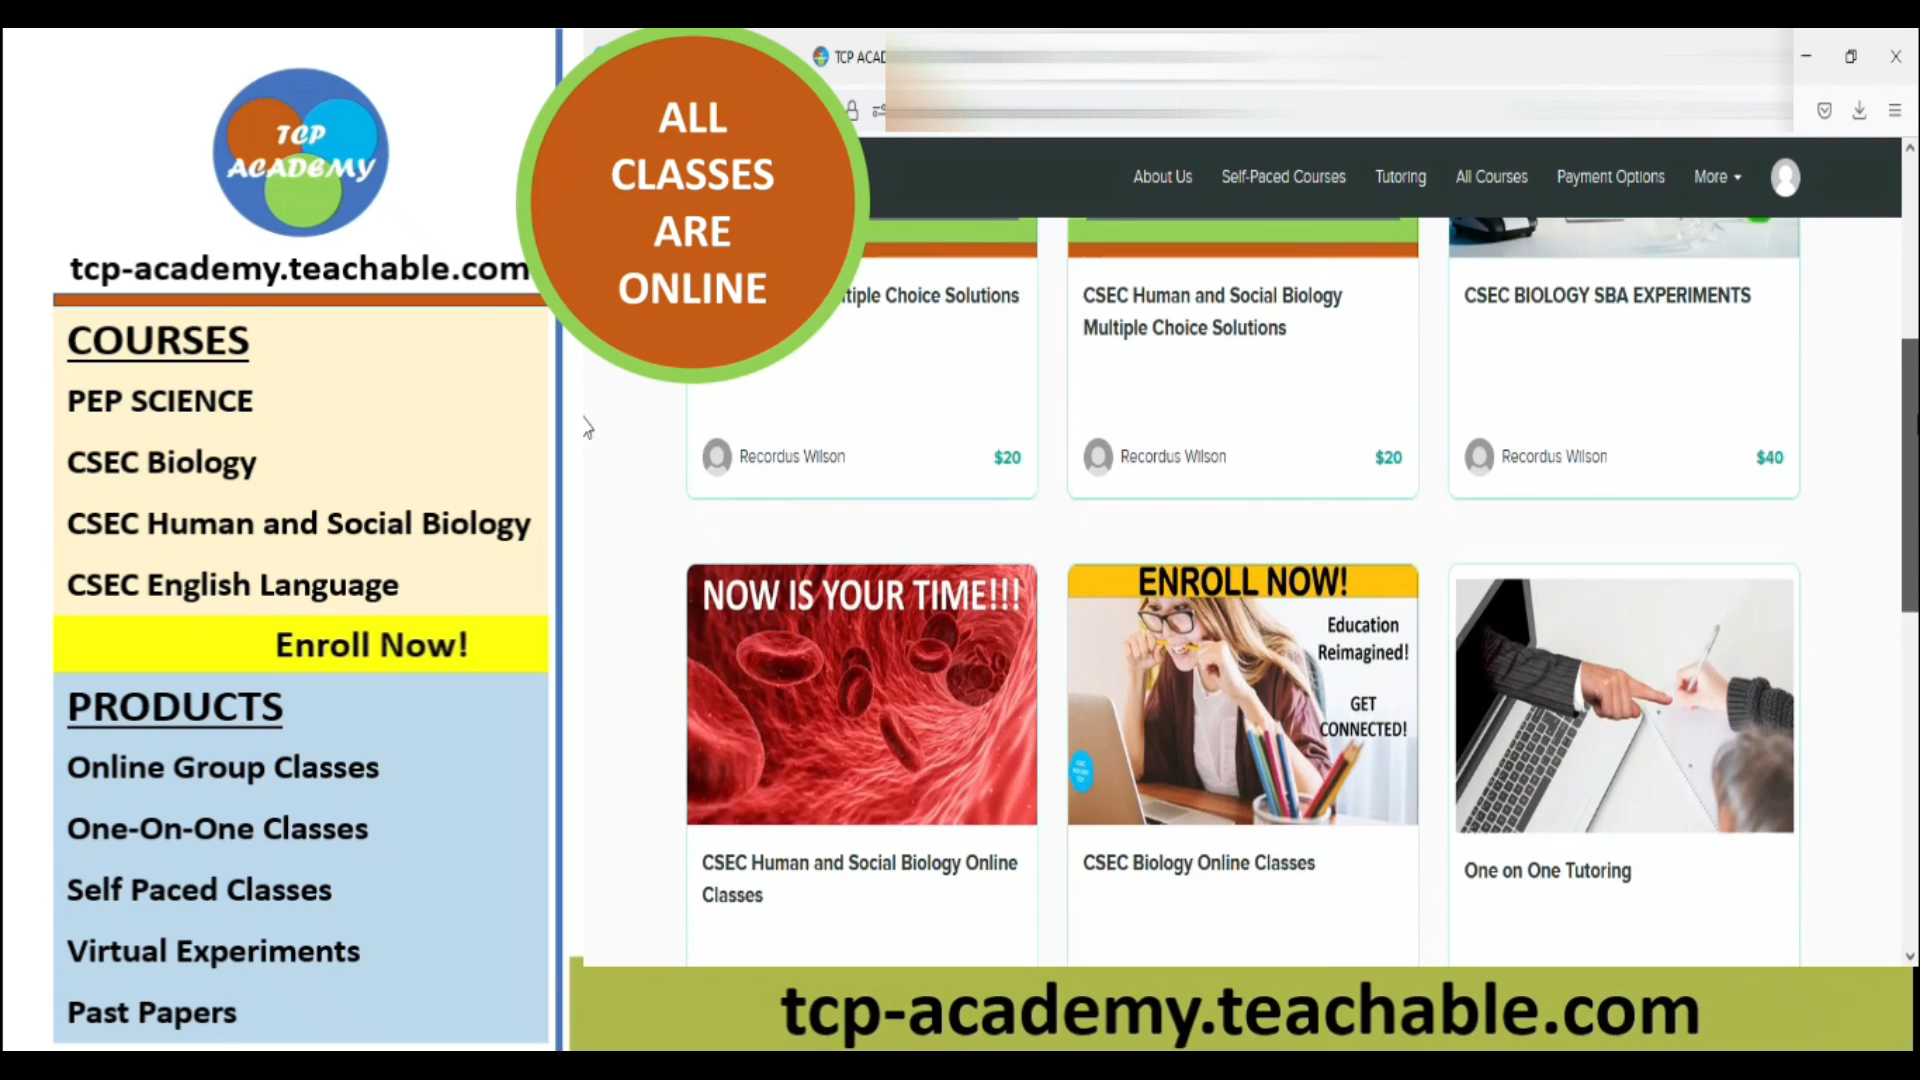 TCP
ACADEMY
tcp-academy.teachable.com
COURSES
PEP SCIENCE
CSEC Biology
CSEC Human and Social Biology
CSEC English Language
Enroll Now!
PRODUCTS
Online Group Classes
One-On-One Classes
Self Paced Classes
Virtual Experiments
Past Papers
ALL
CLASSES
ARE
ONLINE
TCP ACAD
About Us Self-Paced Courses Tutoring All Courses Payment Options More
tiple Choice Solutions
Recordus Wilson $20
CSEC Human and Social Biology
Multiple Choice Solutions
Recordus Wilson $20
CSEC BIOLOGY SBA EXPERIMENTS
Recordus Wilson $40
NOW IS YOUR TIME!!!
CSEC Human and Social Biology Online
Classes
ENROLL NOW!
Education
Reimagined!
GET
CONNECTED!
CSEC Biology Online Classes
One on One Tutoring
tcp-academy.teachable.com